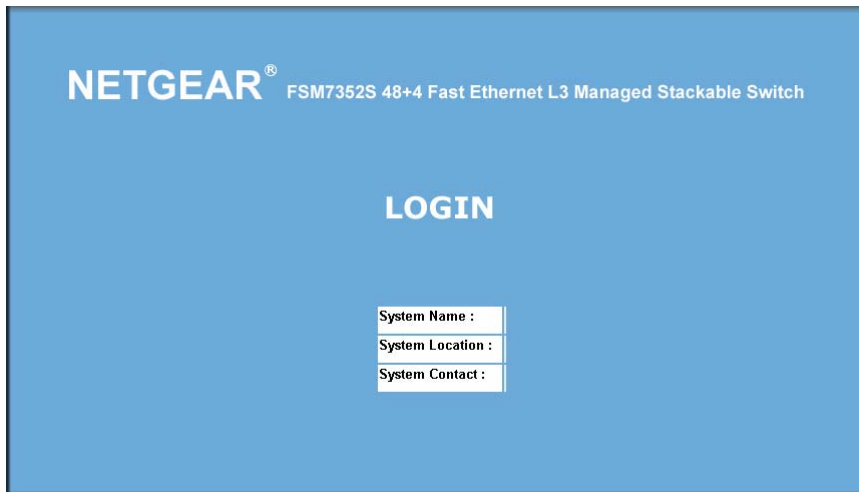 NETGEAR® FSM7352S 48+4 Fast Ethernet L3 Managed Stackable Switch
LOGIN
System Name :
System Location :
System Contact :